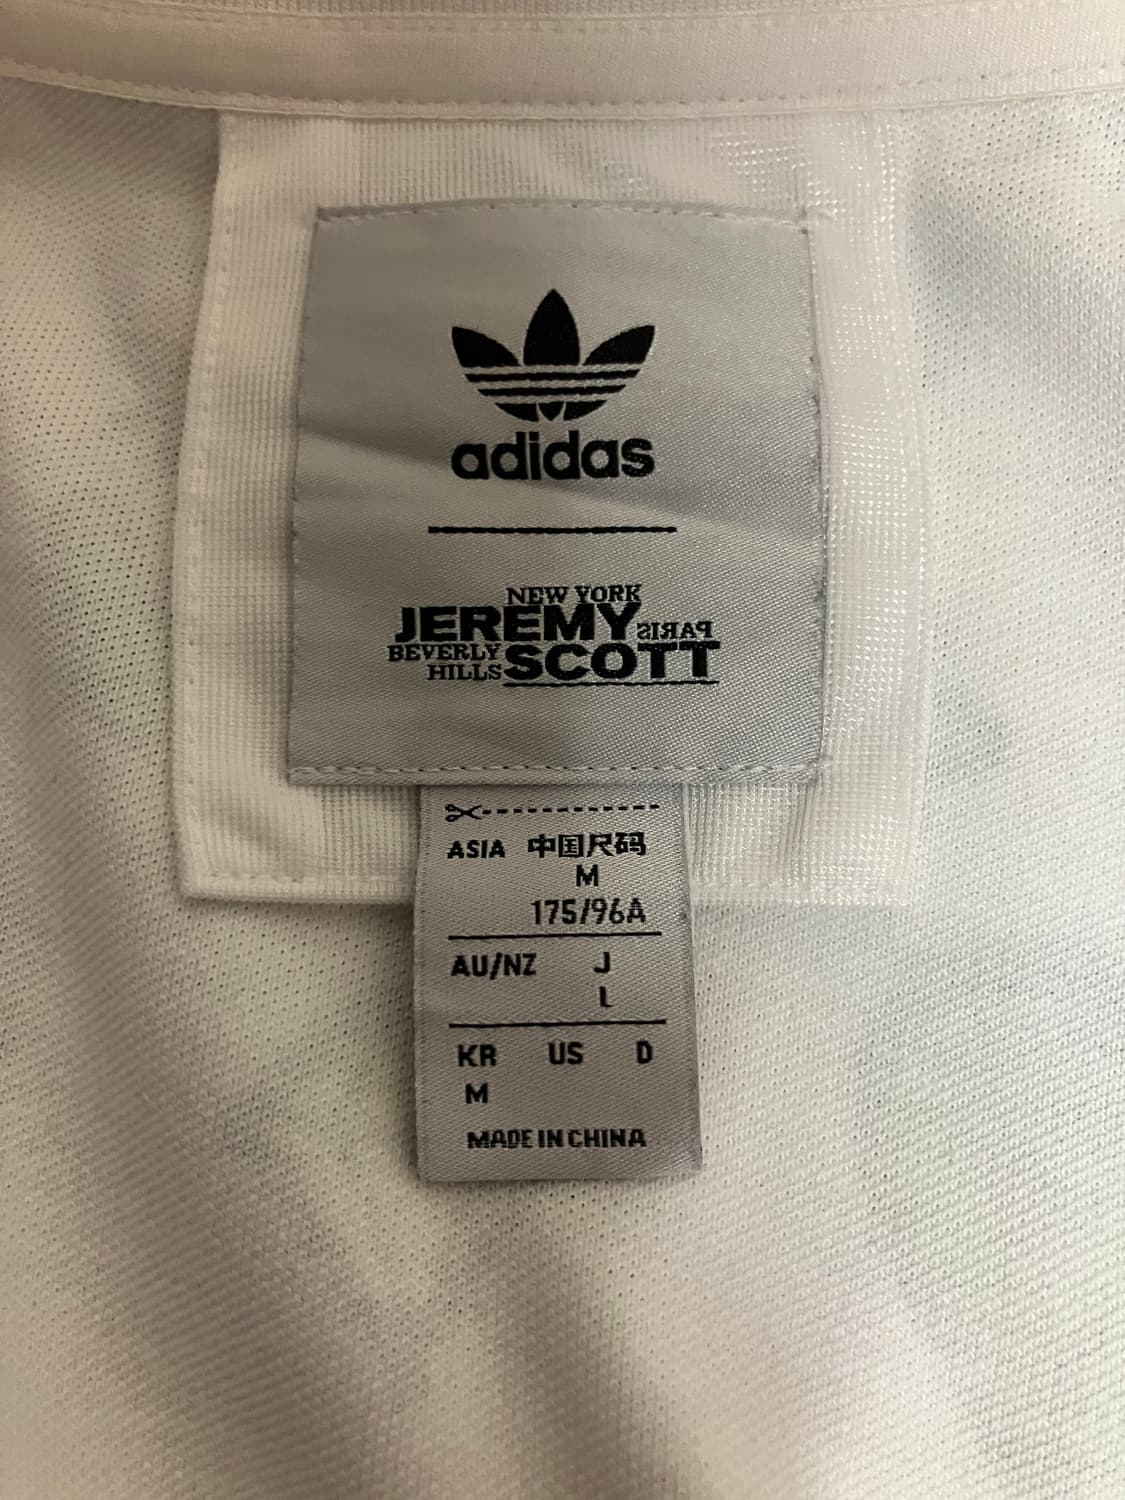 adidas
NEW YORK
JEREMY PARIS
BEVERLY
HILLS SCOTT
ASIA 中国尺码
M
175/96A
AU/NZ J
L
KR US D
M
MADE IN CHINA